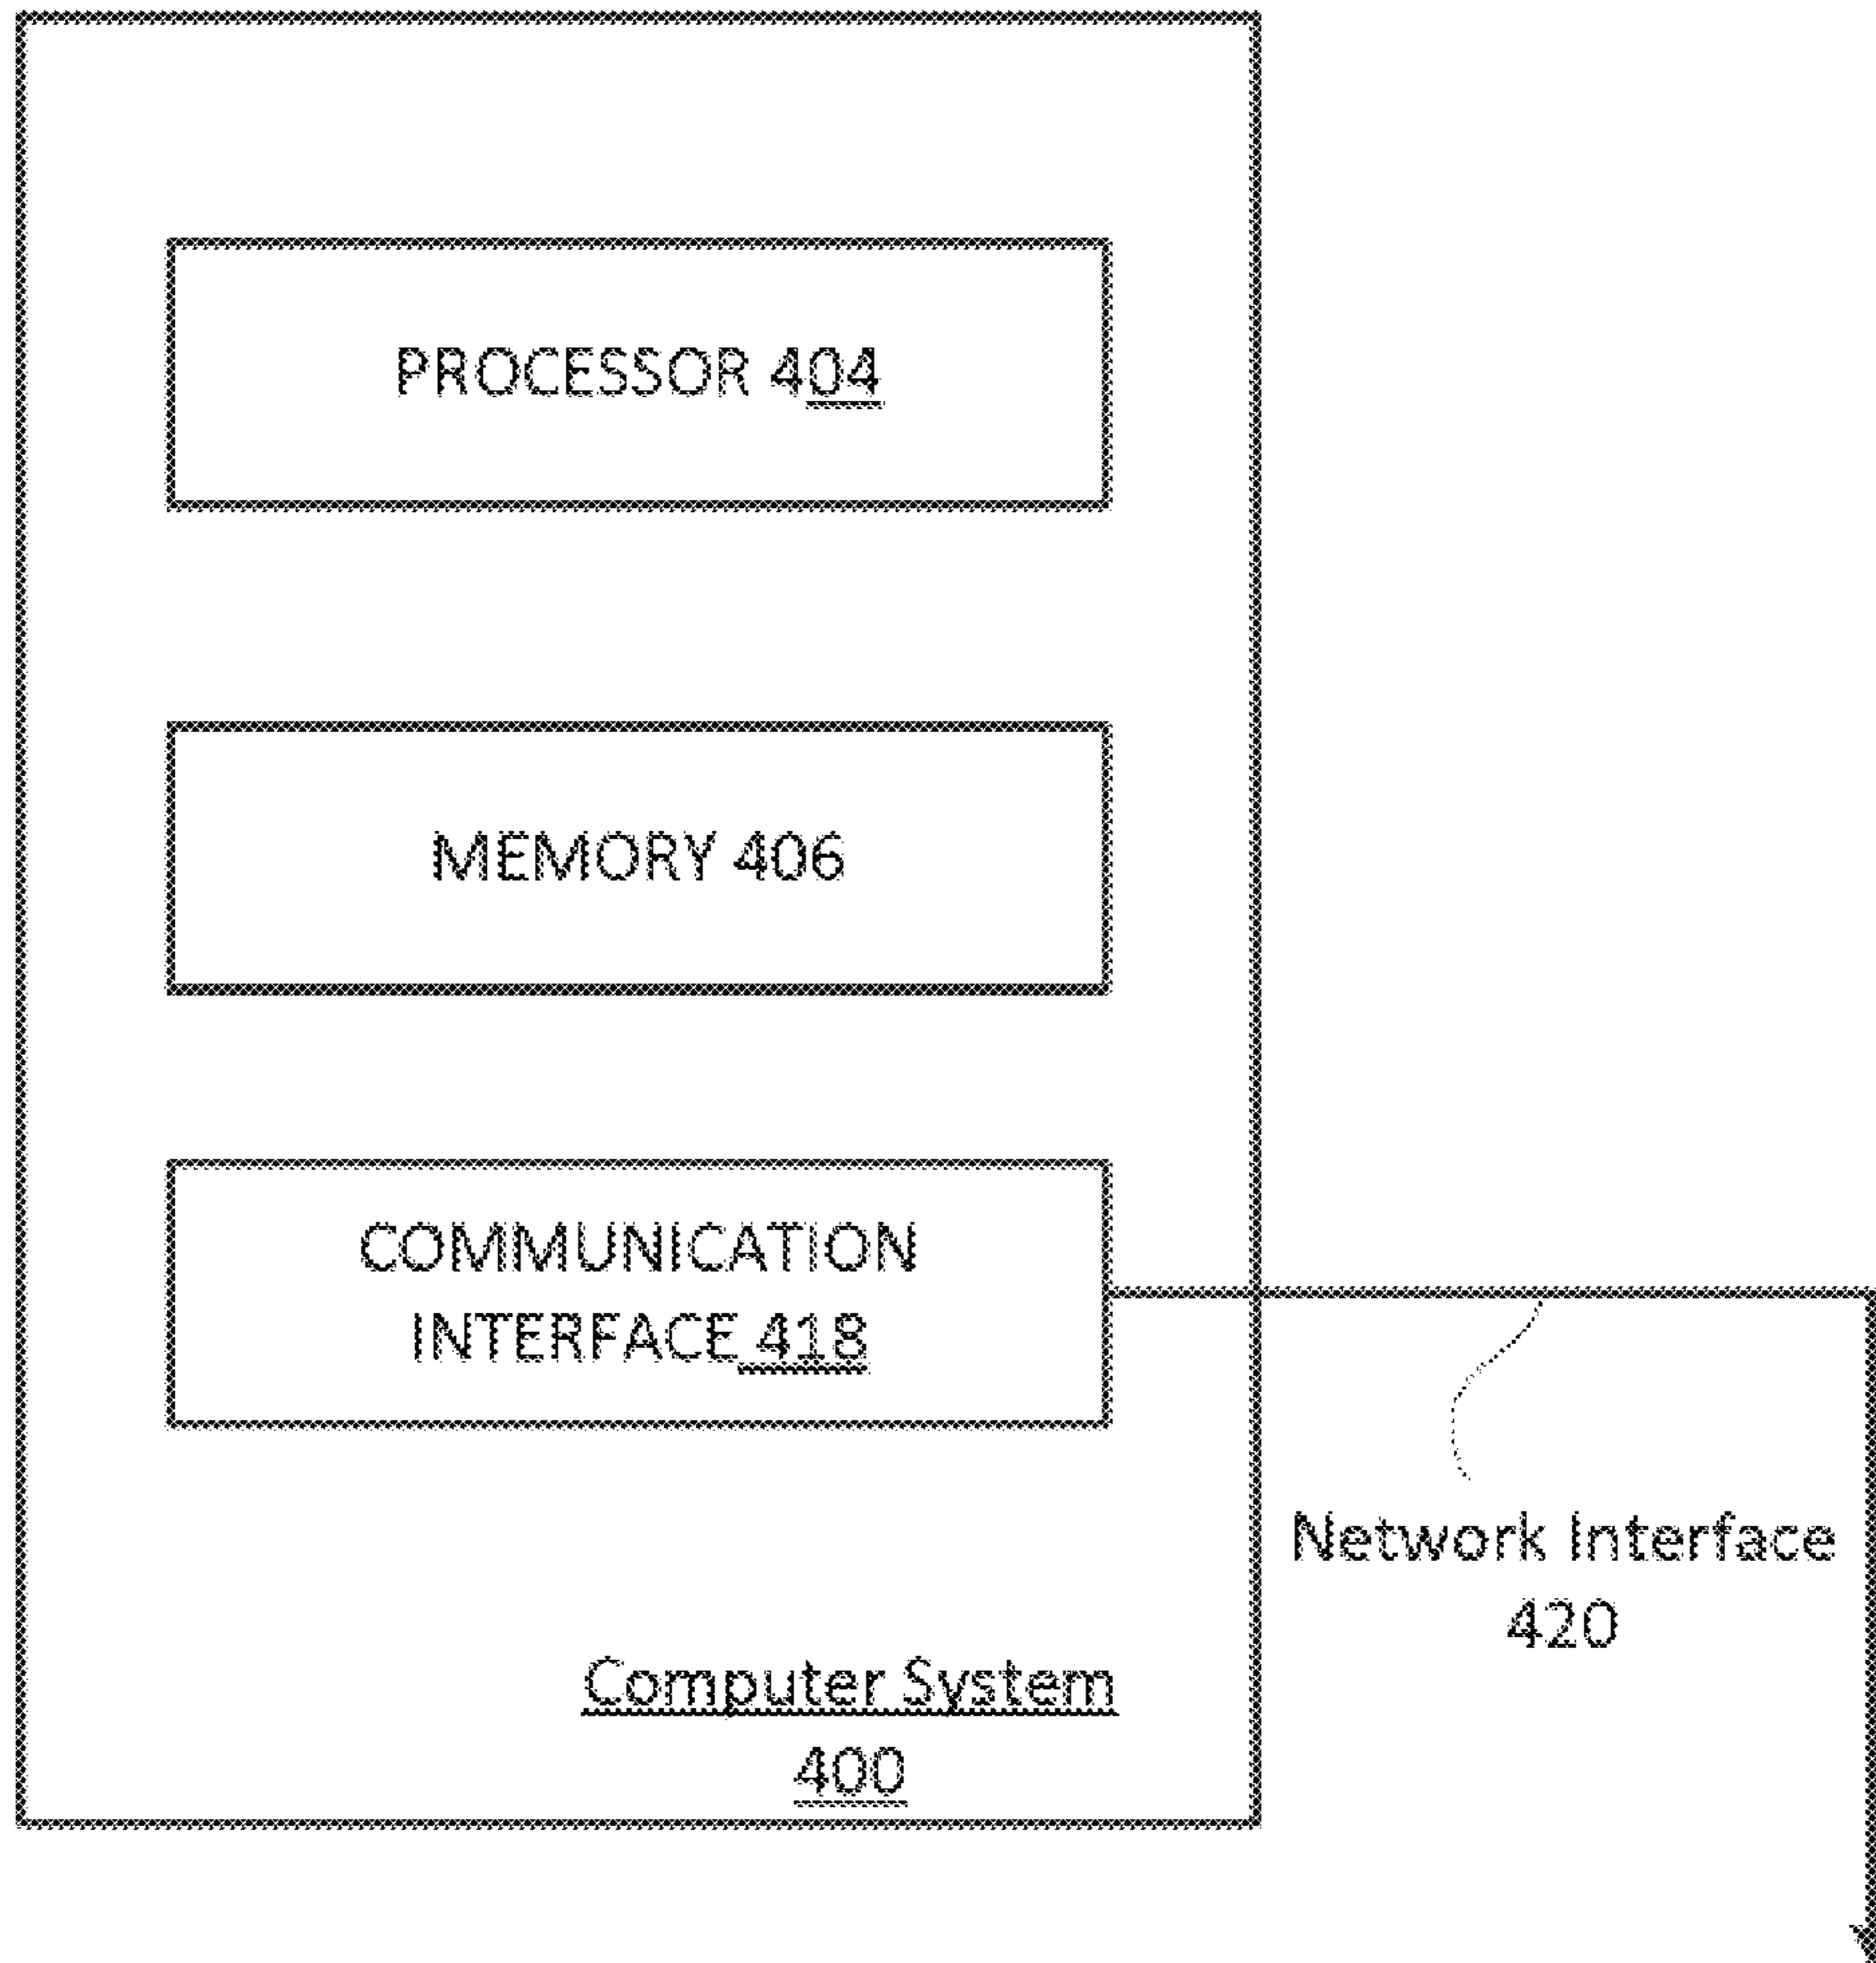 PROCESSOR 404
MEMORY 406
COMMUNICATION
INTERFACE 418
Network Interface
420
Computer System
400